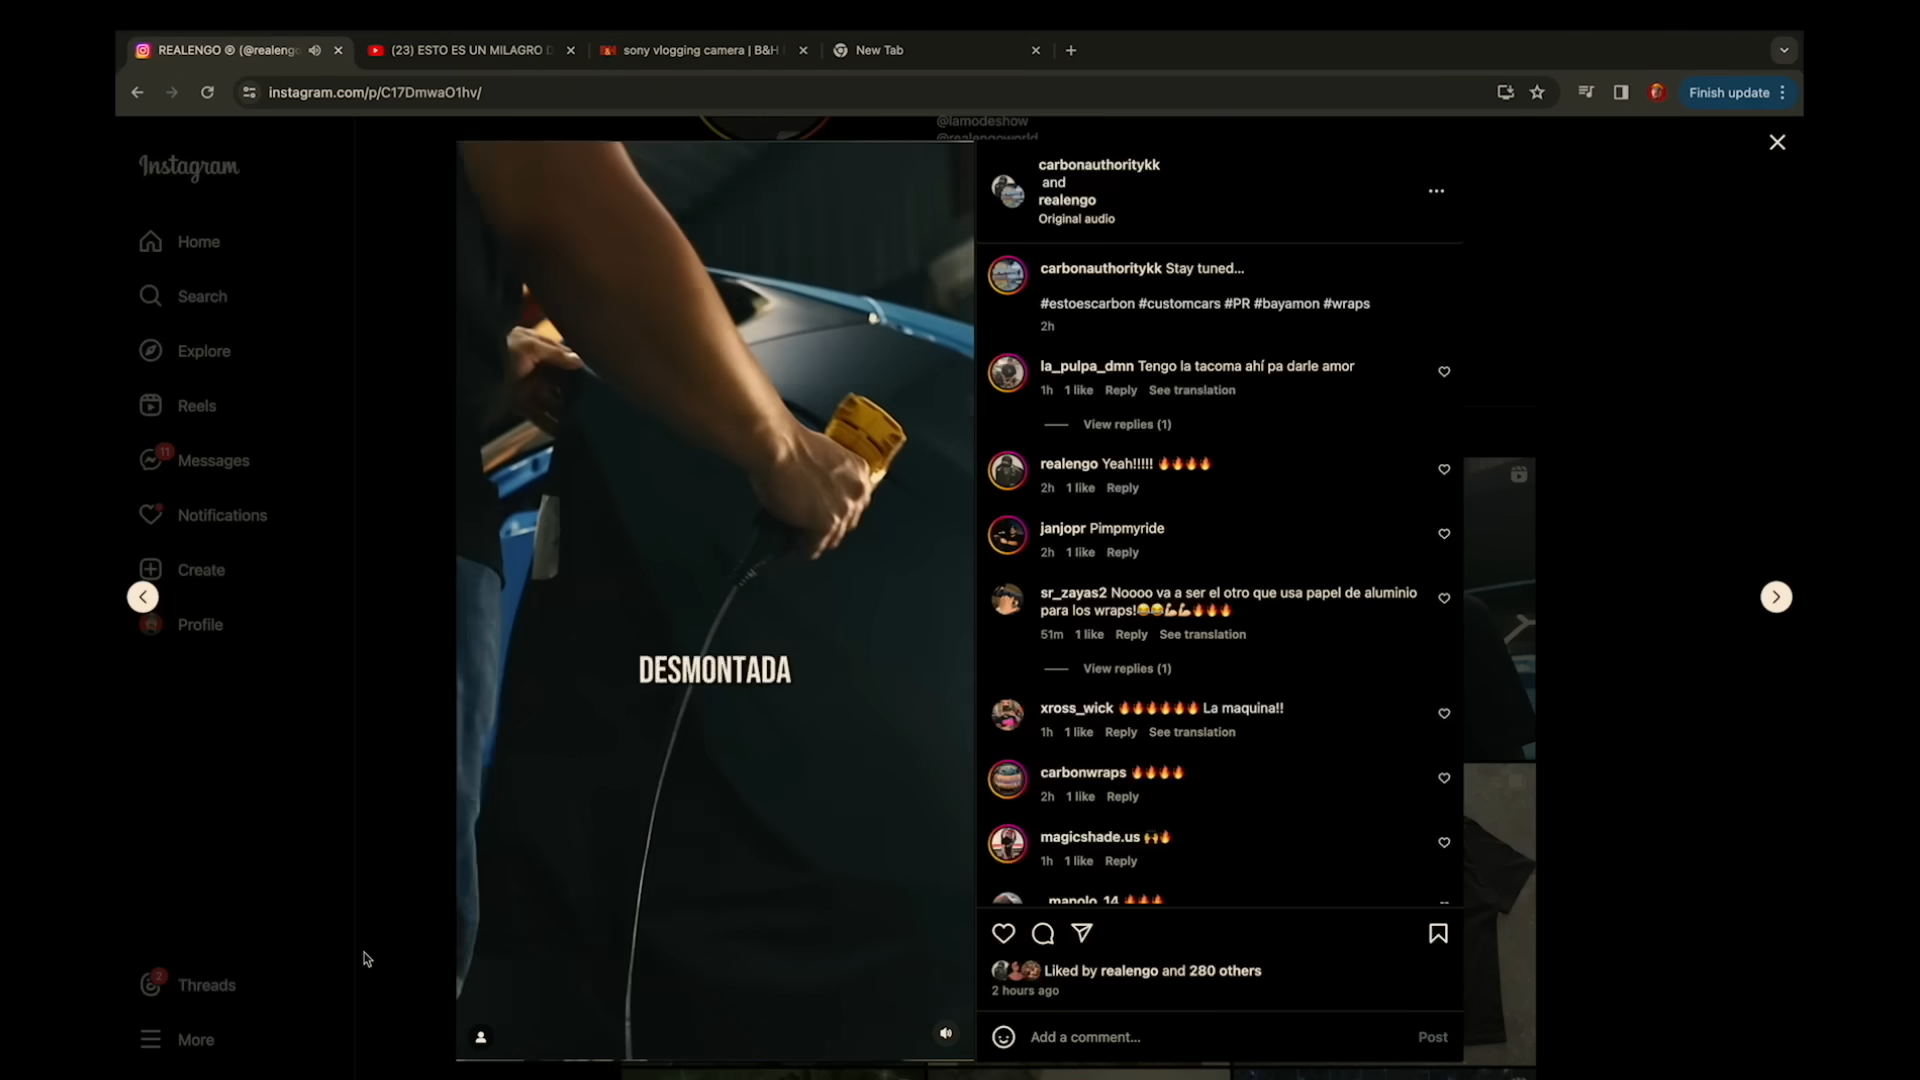 REALENGO ® (@realengo
(23) ESTO ES UN MILAGRO D
sony vlogging camera | B&H
New Tab
instagram.com/p/C17DmwaO1hv/
Finish update
@lamodeshow
@realengoworld
Instagram
Home
Search
Explore
Reels
11
Messages
Notifications
Create
Profile
2
Threads
More
DESMONTADA
carbonauthoritykk
and
realengo
Original audio
carbonauthoritykk Stay tuned...
#estoescarbon #customcars #PR #bayamon #wraps
2h
la_pulpa_dmn Tengo la tacoma ahí pa darle amor
1h 1 like Reply See translation
View replies (1)
realengo Yeah!!!!! 🔥🔥🔥🔥
2h 1 like Reply
janjopr Pimpmyride
2h 1 like Reply
sr_zayas2 Noooo va a ser el otro que usa papel de aluminio
para los wraps!😂😂💪💪🔥🔥🔥
51m 1 like Reply See translation
View replies (1)
xross_wick 🔥🔥🔥🔥🔥🔥 La maquina!!
1h 1 like Reply See translation
carbonwraps 🔥🔥🔥🔥
2h 1 like Reply
magicshade.us 🙌🔥
1h 1 like Reply
_manolo_14 🔥🔥🔥
Liked by realengo and 280 others
2 hours ago
Add a comment...
Post